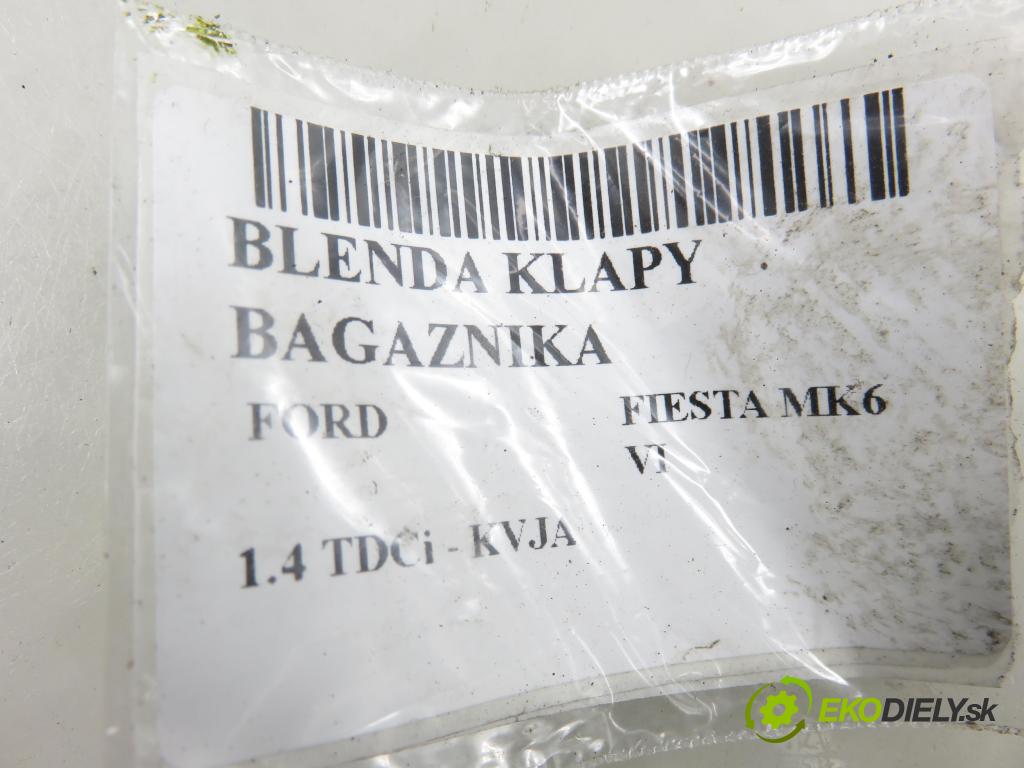 BLENDA KLAPY
BAGAZNIKA
FORD FIESTA MK6
VI
1.4 TDCi - KVJA
EKODIELY.sk